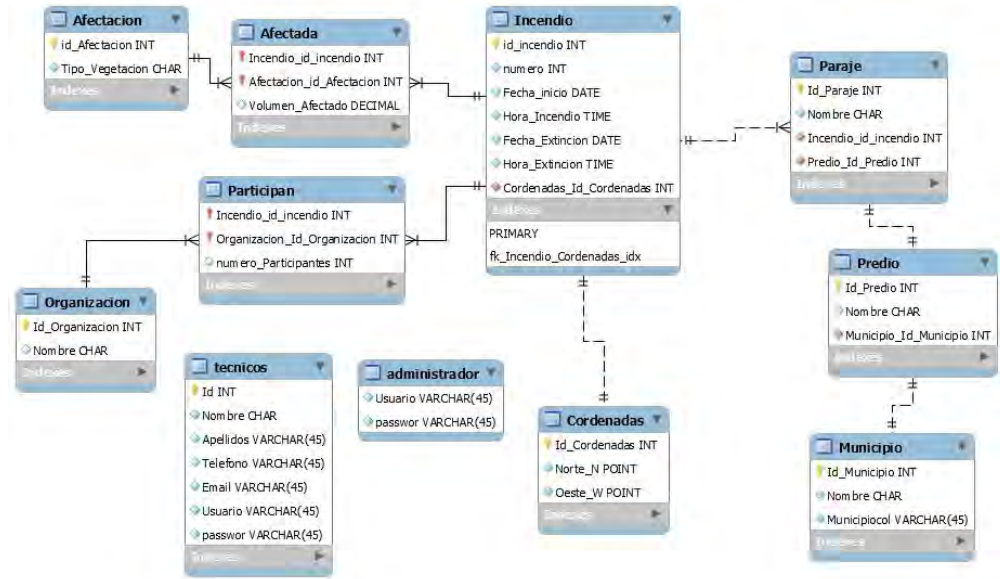 Afectacion
id_Afectacion INT
Tipo_Vegetacion CHAR
Indexes
Afectada
Incendio_id_incendio INT
Afectacion_id_Afectacion INT
Volumen_Afectado DECIMAL
Indexes
Incendio
id_incendio INT
numero INT
Fecha_inicio DATE
Hora_Incendio TIME
Fecha_Extincion DATE
Hora_Extincion TIME
Cordenadas_Id_Cordenadas INT
Indexes
PRIMARY
fk_Incendio_Cordenadas_idx
Paraje
Id_Paraje INT
Nombre CHAR
Incendio_id_incendio INT
Predio_Id_Predio INT
Indexes
Participan
Incendio_id_incendio INT
Organizacion_Id_Organizacion INT
numero_Participantes INT
Indexes
Predio
Id_Predio INT
Nombre CHAR
Municipio_Id_Municipio INT
Indexes
Organizacion
Id_Organizacion INT
Nombre CHAR
Indexes
tecnicos
Id INT
Nombre CHAR
Apellidos VARCHAR(45)
Telefono VARCHAR(45)
Email VARCHAR(45)
Usuario VARCHAR(45)
passwor VARCHAR(45)
Indexes
administrador
Usuario VARCHAR(45)
passwor VARCHAR(45)
Cordenadas
Id_Cordenadas INT
Norte_N POINT
Oeste_W POINT
Indexes
Municipio
Id_Municipio INT
Nombre CHAR
Municipiocol VARCHAR(45)
Indexes